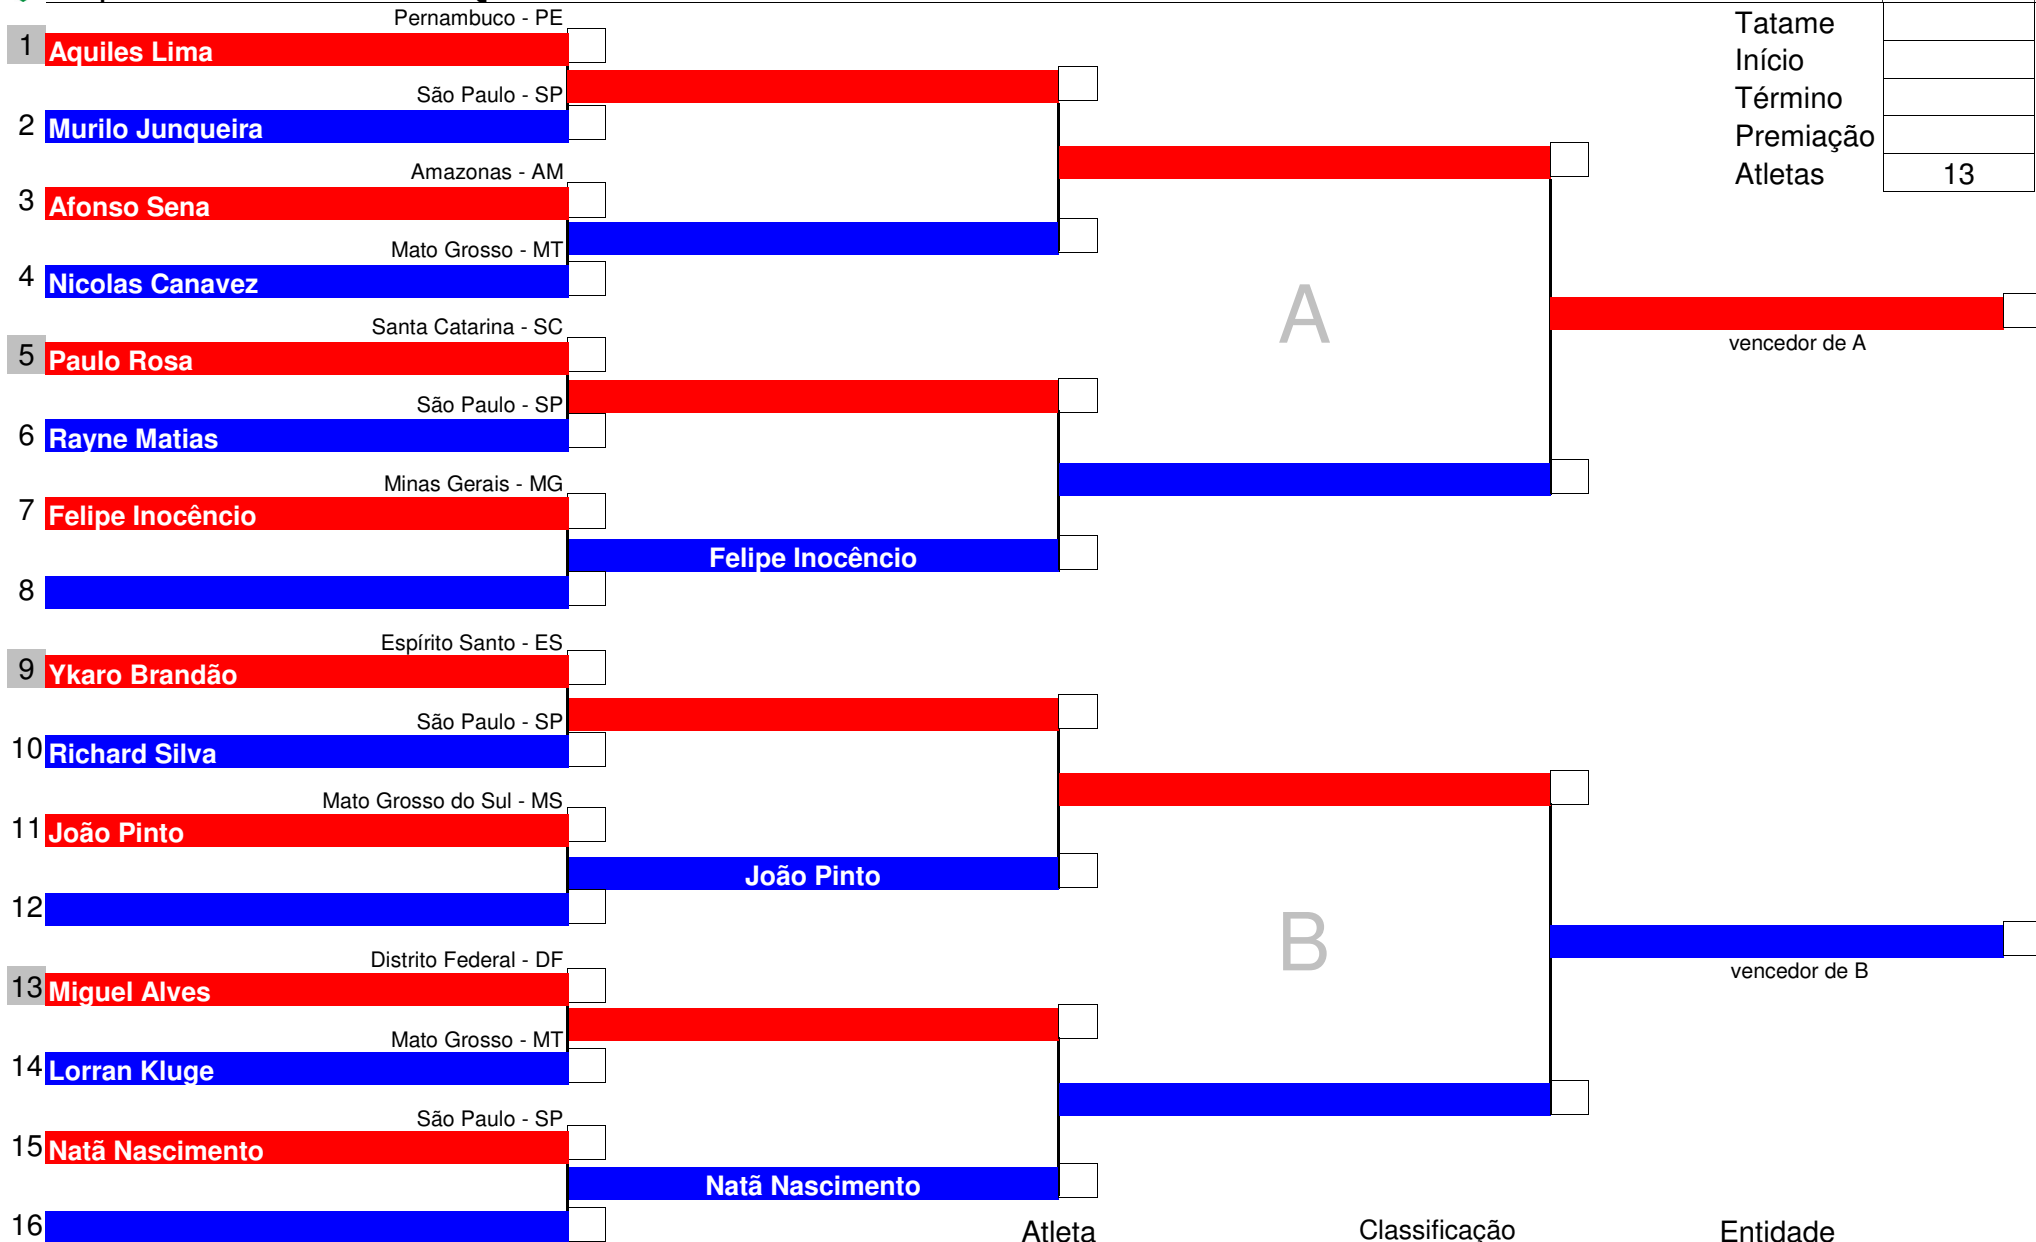 Pernambuco - PE
1 Aquiles Lima
São Paulo - SP
2 Murilo Junqueira
Amazonas - AM
3 Afonso Sena
Mato Grosso - MT
4 Nicolas Canavez
Santa Catarina - SC
5 Paulo Rosa
São Paulo - SP
6 Rayne Matias
Minas Gerais - MG
7 Felipe Inocêncio
Felipe Inocêncio
8
Espírito Santo - ES
9 Ykaro Brandão
São Paulo - SP
10 Richard Silva
Mato Grosso do Sul - MS
11 João Pinto
João Pinto
12
Distrito Federal - DF
13 Miguel Alves
Mato Grosso - MT
14 Lorran Kluge
São Paulo - SP
15 Natã Nascimento
Natã Nascimento
16
A
B
vencedor de A
vencedor de B
Tatame
Início
Término
Premiação
Atletas 13
Atleta Classificação Entidade